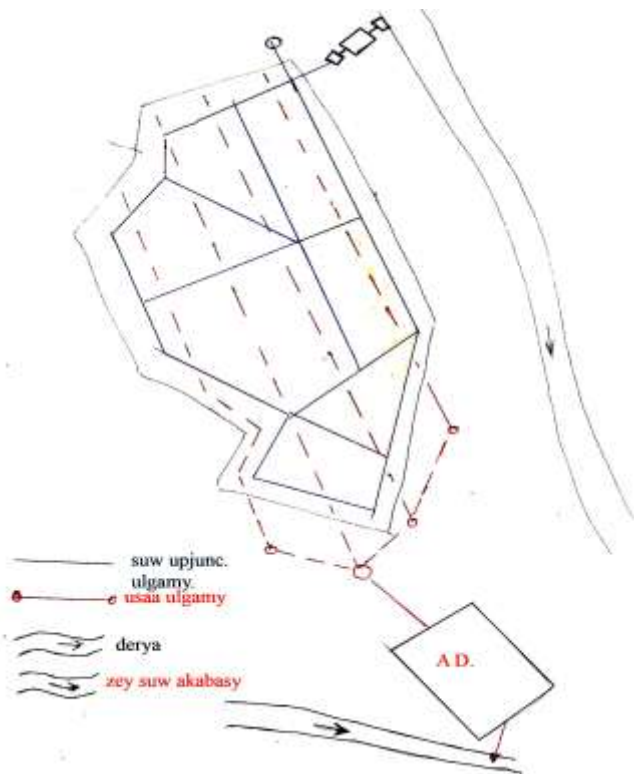 suw upjunc.
ulgamy.
usaa ulgamy
derya
zey suw akabasy
A D.